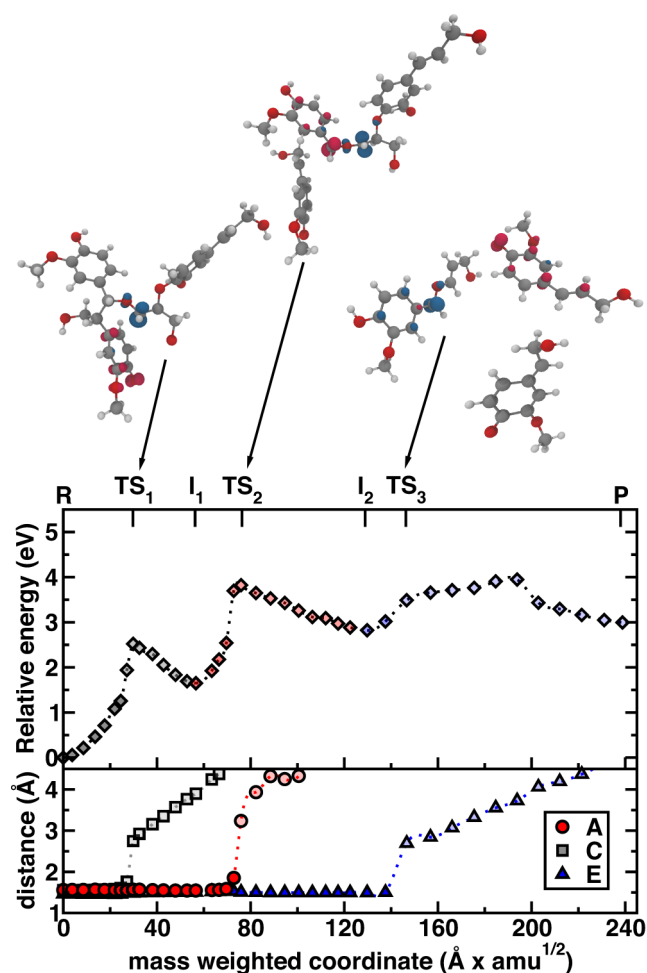 R TS₁ I₁ TS₂ I₂ TS₃ P
5
4
3
2
1
0
Relative energy (eV)
4
3
2
1
distance (Å)
A
C
E
0 40 80 120 160 200 240
mass weighted coordinate (Å x amu¹/²)